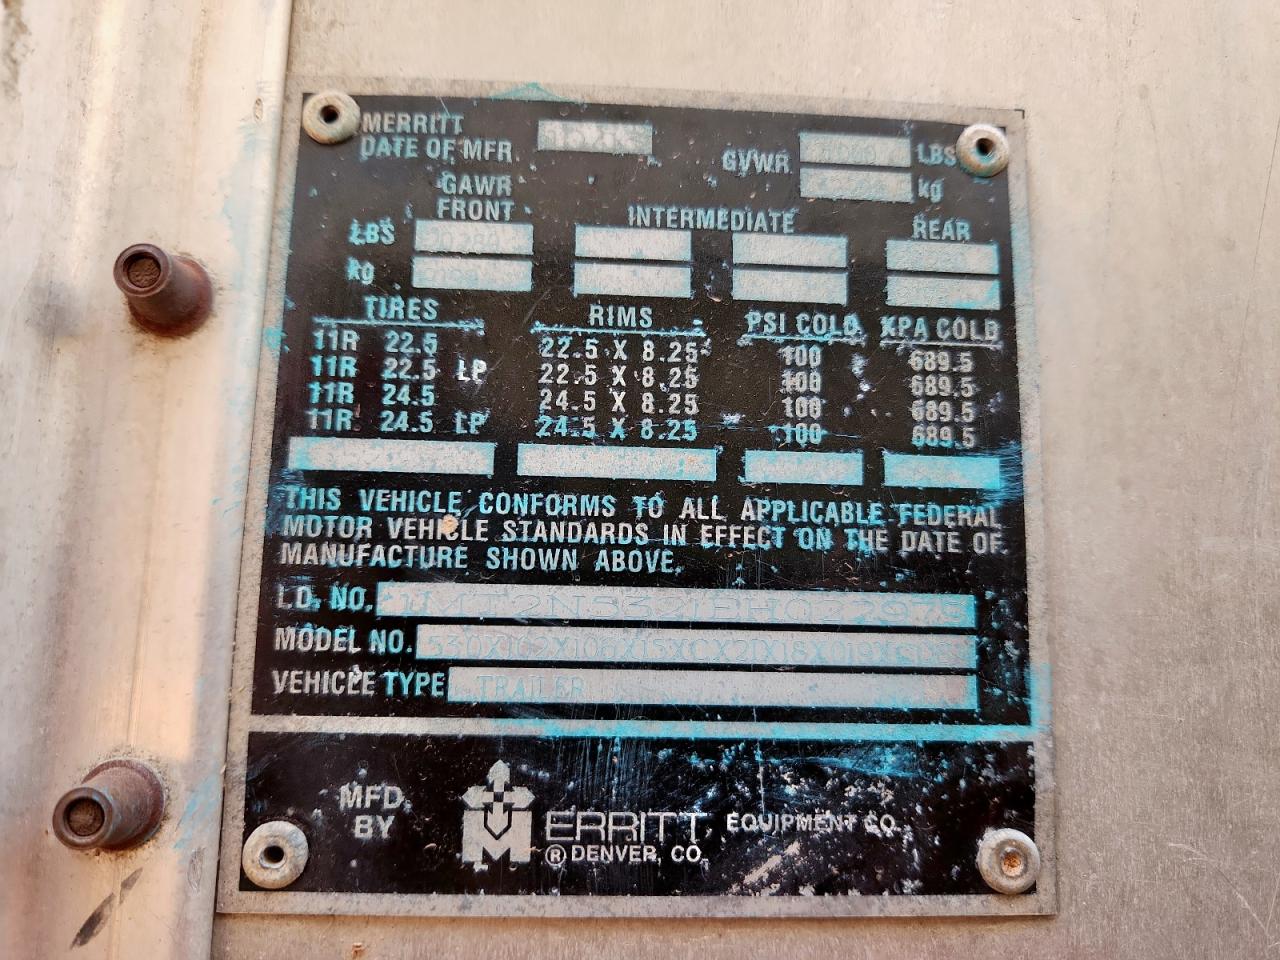 MERRITT
DATE OF MFR
GVWR LBS
kg
GAWR
FRONT INTERMEDIATE REAR
LBS
kg
TIRES RIMS PSI COLD KPA COLD
11R 22.5 22.5 X 8.25 100 689.5
11R 22.5 LP 22.5 X 8.25 100 689.5
11R 24.5 24.5 X 8.25 100 689.5
11R 24.5 LP 24.5 X 8.25 100 689.5
THIS VEHICLE CONFORMS TO ALL APPLICABLE FEDERAL
MOTOR VEHICLE STANDARDS IN EFFECT ON THE DATE OF
MANUFACTURE SHOWN ABOVE.
I.D. NO.
MODEL NO.
VEHICLE TYPE TRAILER
MFD. BY MERRITT EQUIPMENT CO.
® DENVER, CO.